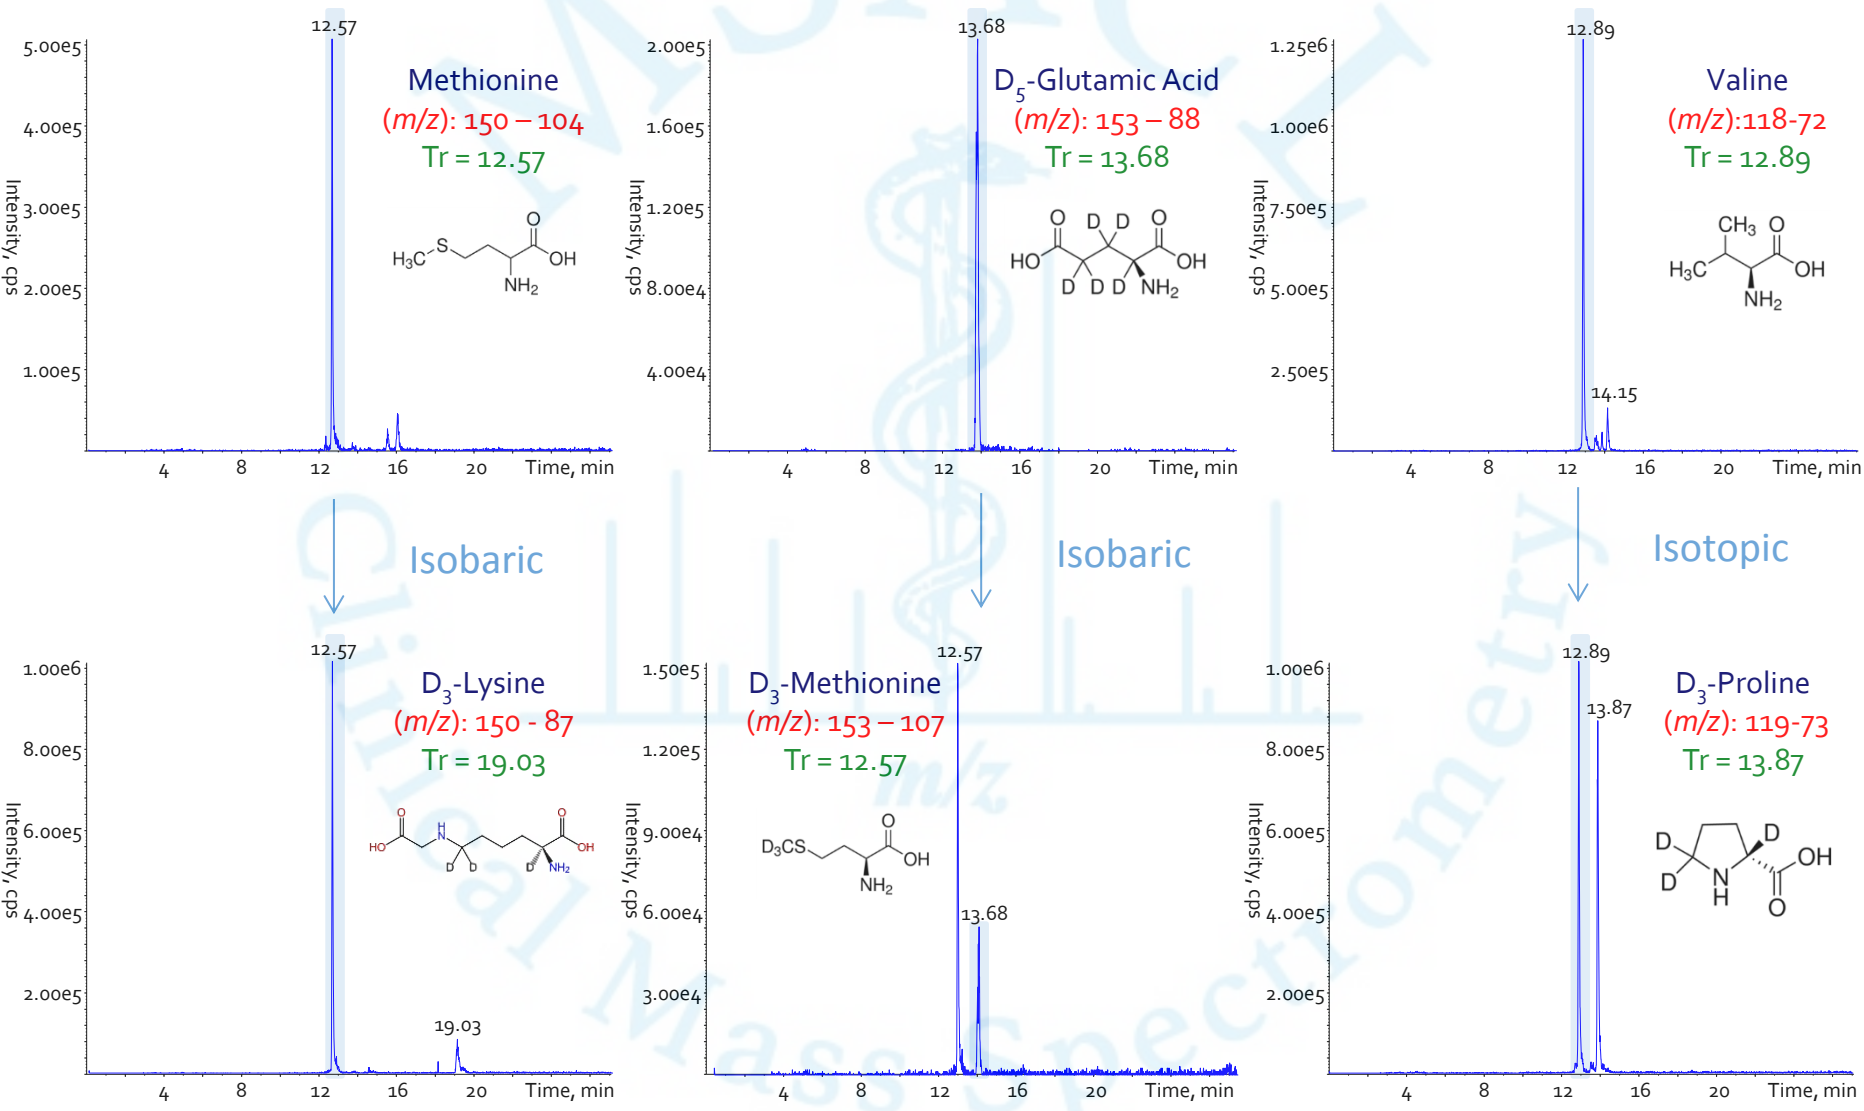 12.57
5.00e5
4.00e5
3.00e5
2.00e5
1.00e5
Intensity, cps
Methionine
(m/z): 150 – 104
Tr = 12.57
H₃C
S
O
OH
NH₂
4
8
12
16
20
Time, min
13.68
2.00e5
1.60e5
1.20e5
8.00e4
4.00e4
Intensity, cps
D₅-Glutamic Acid
(m/z): 153 – 88
Tr = 13.68
O
D D
O
HO
OH
D D D NH₂
4
8
12
16
20
Time, min
12.89
1.25e6
1.00e6
7.50e5
5.00e5
2.50e5
Intensity, cps
Valine
(m/z):118-72
Tr = 12.89
CH₃
O
H₃C
OH
NH₂
14.15
4
8
12
16
20
Time, min
Isobaric
Isobaric
Isotopic
12.57
1.00e6
8.00e5
6.00e5
4.00e5
2.00e5
Intensity, cps
D₃-Lysine
(m/z): 150 - 87
Tr = 19.03
O
H
N
O
HO
OH
D D
D NH₂
19.03
4
8
12
16
20
Time, min
12.57
1.50e5
1.20e5
9.00e4
6.00e4
3.00e4
Intensity, cps
D₃-Methionine
(m/z): 153 – 107
Tr = 12.57
O
D₃CS
OH
NH₂
13.68
4
8
12
16
20
Time, min
12.89
13.87
1.00e6
8.00e5
6.00e5
4.00e5
2.00e5
Intensity, cps
D₃-Proline
(m/z): 119-73
Tr = 13.87
D
D
OH
D
N
H
O
4
8
12
16
20
Time, min
MSACL
m/z
Clinical Mass Spectrometry